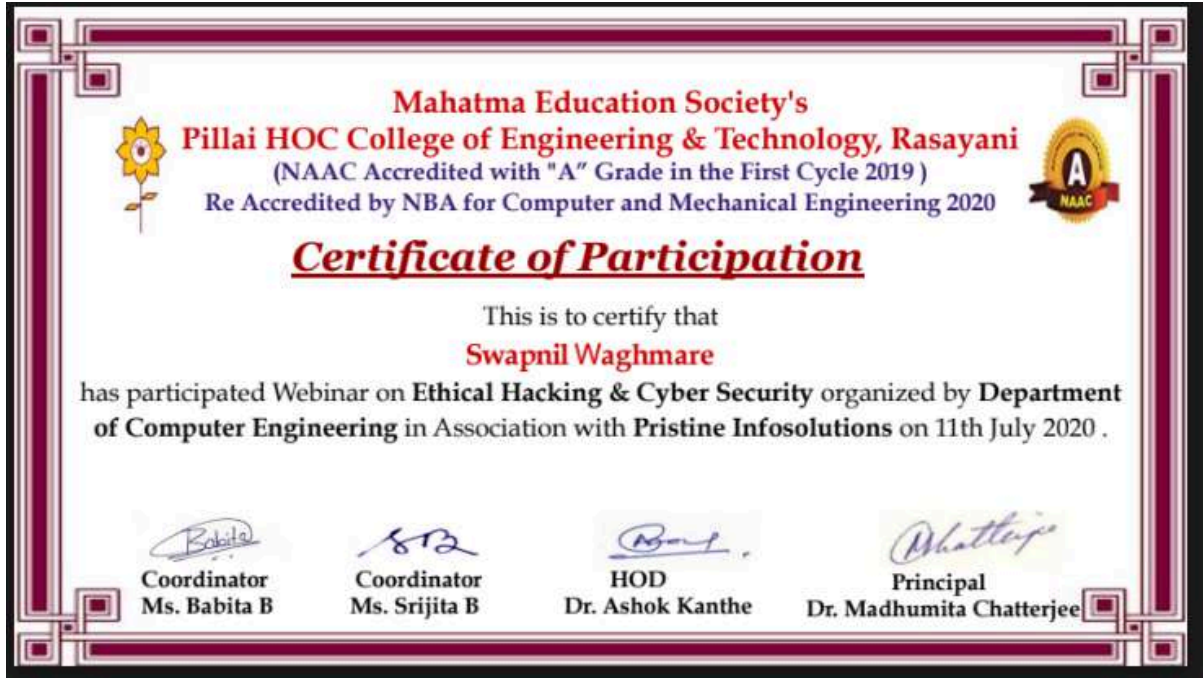 Mahatma Education Society's
Pillai HOC College of Engineering & Technology, Rasayani
(NAAC Accredited with "A" Grade in the First Cycle 2019 )
Re Accredited by NBA for Computer and Mechanical Engineering 2020
A
NAAC
Certificate of Participation
This is to certify that
Swapnil Waghmare
has participated Webinar on Ethical Hacking & Cyber Security organized by Department
of Computer Engineering in Association with Pristine Infosolutions on 11th July 2020 .
Babita
Coordinator
Ms. Babita B
SB
Coordinator
Ms. Srijita B
HOD
Dr. Ashok Kanthe
Principal
Dr. Madhumita Chatterjee